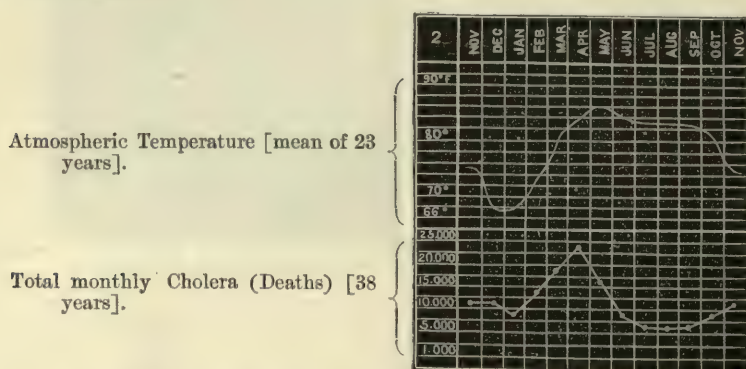 2 NOV DEC JAN FEB MAR APR MAY JUN JUL AUG SEP OCT NOV
90°F
Atmospheric Temperature [mean of 23
years].
80°
70°
66°
25.000
20.000
Total monthly Cholera (Deaths) [38
years].
15.000
10.000
5.000
1.000